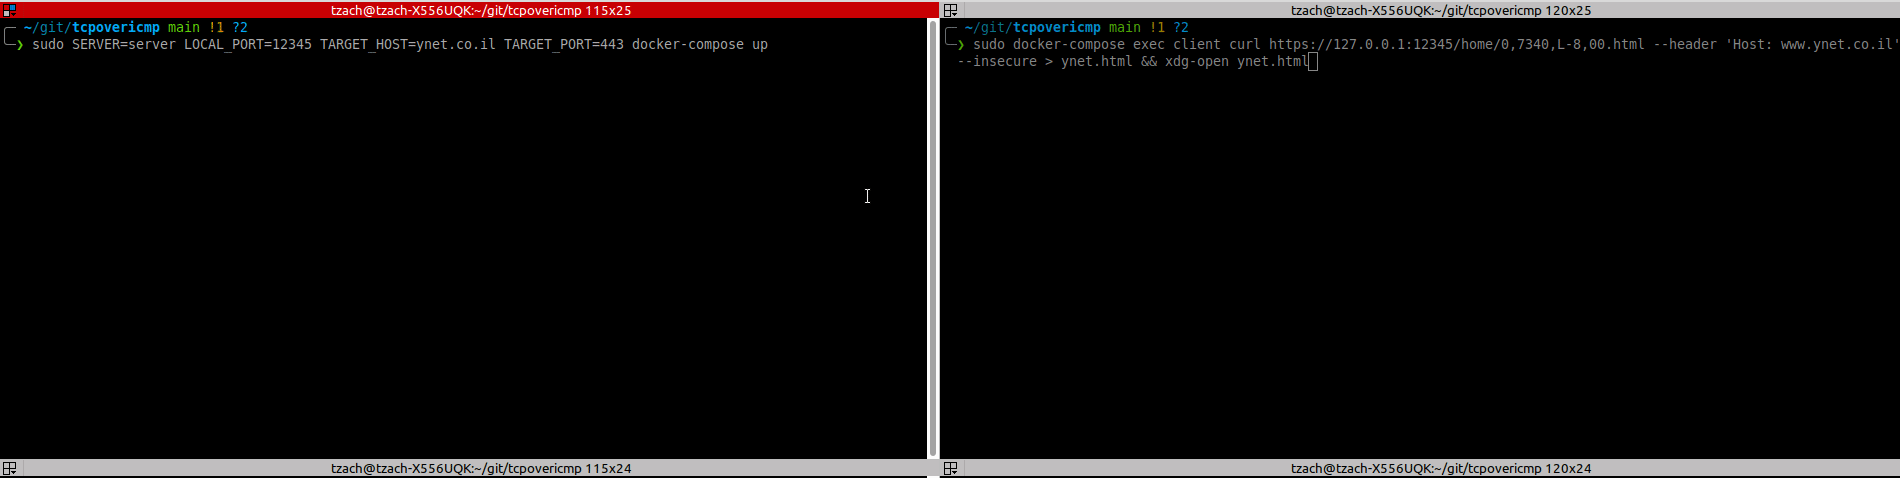 tzach@tzach-X556UQK:~/git/tcpovericmp 115x25
~/git/tcpovericmp main !1 ?2
❯ sudo SERVER=server LOCAL_PORT=12345 TARGET_HOST=ynet.co.il TARGET_PORT=443 docker-compose up
tzach@tzach-X556UQK:~/git/tcpovericmp 120x25
~/git/tcpovericmp main !1 ?2
❯ sudo docker-compose exec client curl https://127.0.0.1:12345/home/0,7340,L-8,00.html --header 'Host: www.ynet.co.il'
--insecure > ynet.html && xdg-open ynet.html
tzach@tzach-X556UQK:~/git/tcpovericmp 115x24
tzach@tzach-X556UQK:~/git/tcpovericmp 120x24